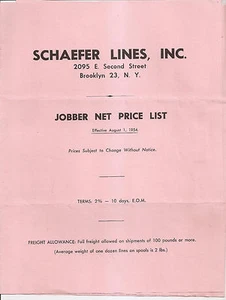 SCHAEFER LINES, INC.
2095 E. Second Street
Brooklyn 23, N. Y.
JOBBER NET PRICE LIST
Effective August 1, 1954.
Prices Subject to Change Without Notice.
TERMS: 2% — 10 days, E.O.M.
FREIGHT ALLOWANCE: Full freight allowed on shipments of 100 pounds or more.
(Average weight of one dozen lines on spools is 2 lbs.)